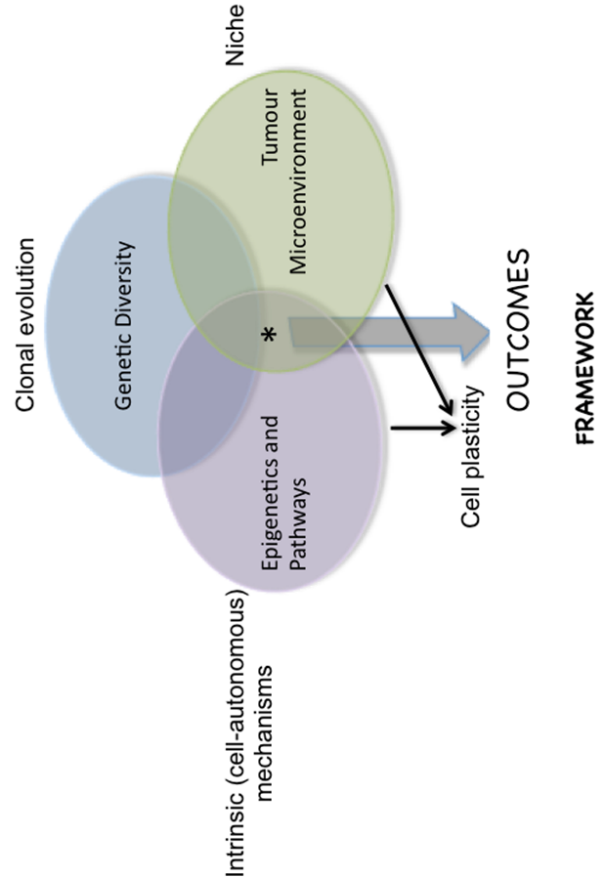 Clonal evolution
Genetic Diversity
Niche
Intrinsic (cell-autonomous)
mechanisms
Epigenetics and
Pathways
*
Tumour
Microenvironment
Cell plasticity
OUTCOMES
FRAMEWORK